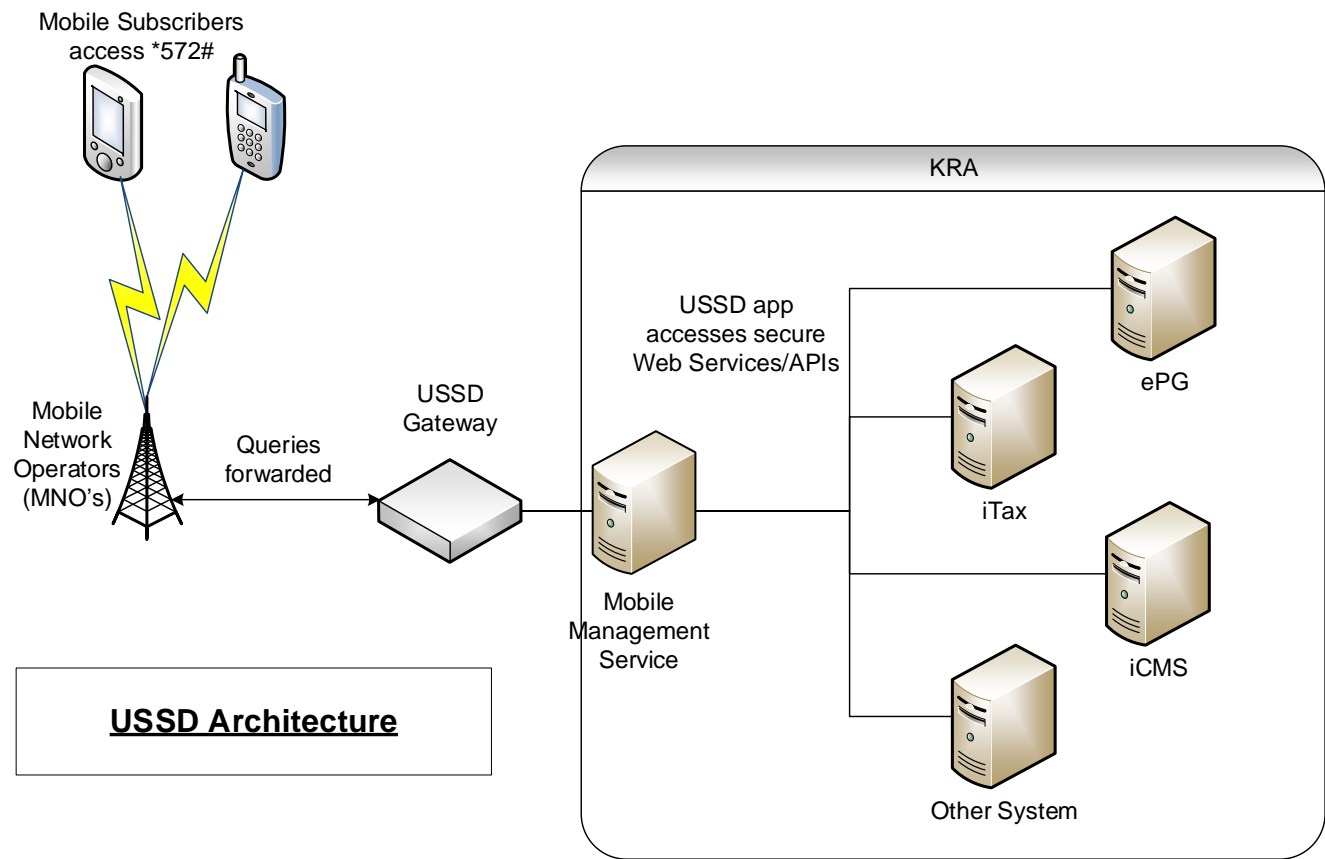 Mobile Subscribers
access *572#
KRA
USSD app
accesses secure
Web Services/APIs
ePG
USSD
Gateway
Mobile
Network
Operators
(MNO's)
Queries
forwarded
iTax
Mobile
Management
Service
iCMS
USSD Architecture
Other System